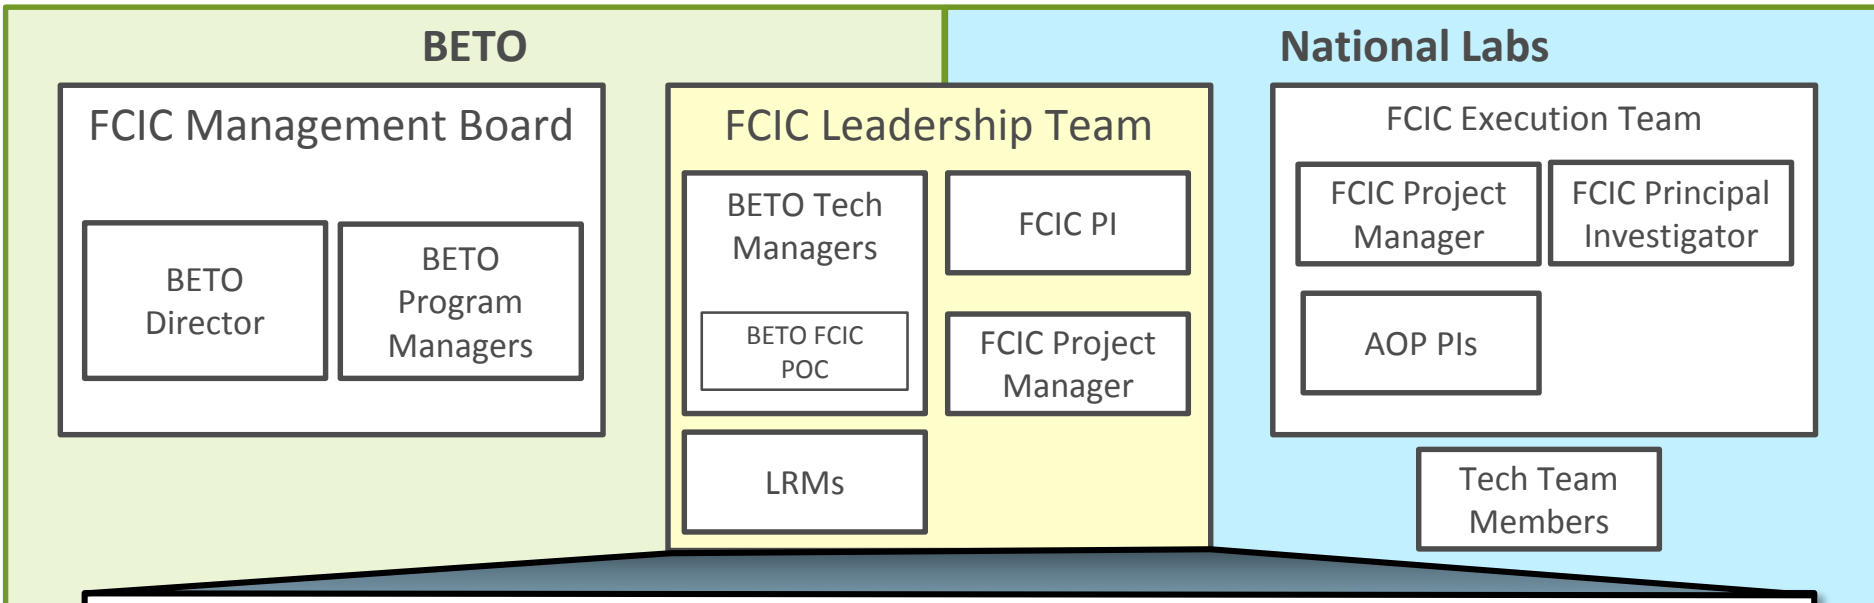 BETO
National Labs
FCIC Management Board
BETO
Director
BETO
Program
Managers
FCIC Leadership Team
BETO Tech
Managers
BETO FCIC
POC
FCIC PI
FCIC Project
Manager
LRMs
FCIC Execution Team
FCIC Project
Manager
FCIC Principal
Investigator
AOP PIs
Tech Team
Members